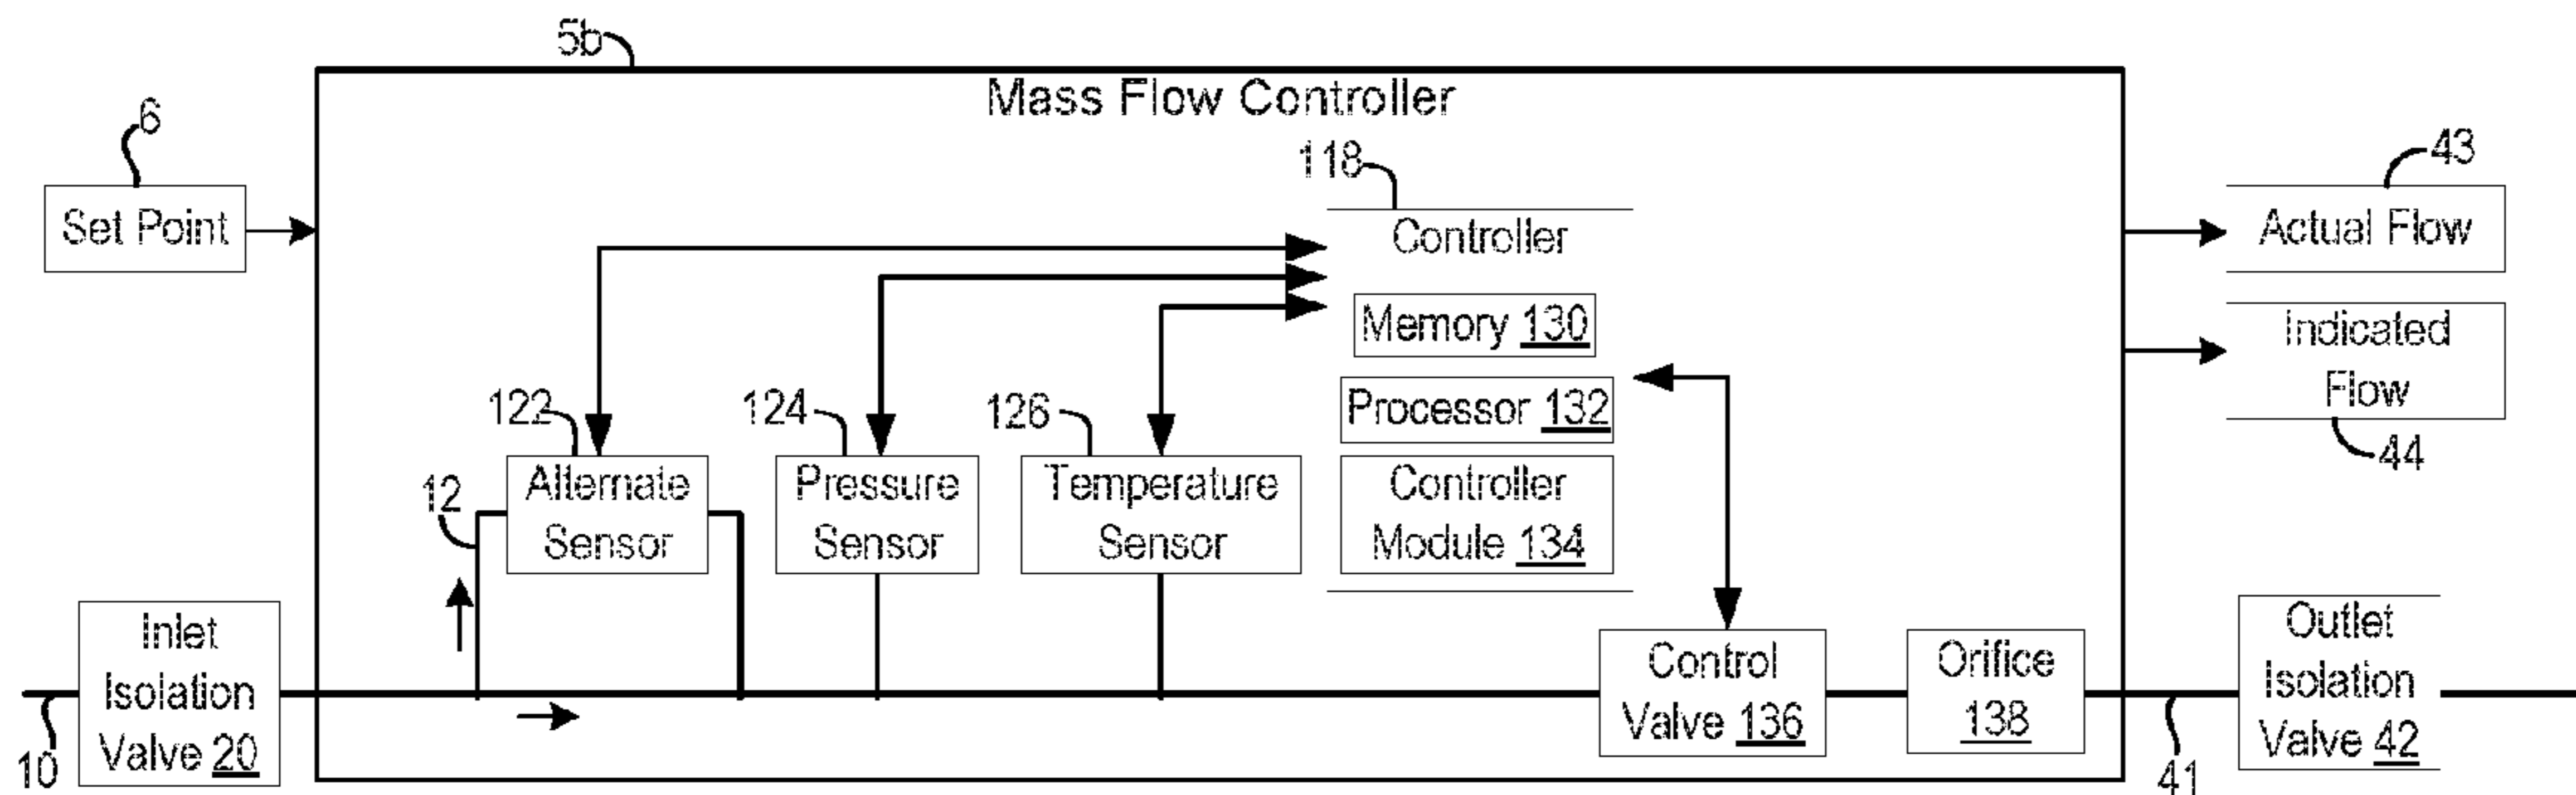 5b
Mass Flow Controller
6
Set Point
118
Controller
Memory 130
Processor 132
Controller
Module 134
43
Actual Flow
Indicated
Flow
44
122
Alternate
Sensor
12
124
Pressure
Sensor
126
Temperature
Sensor
10
Inlet
Isolation
Valve 20
Control
Valve 136
Orifice
138
41
Outlet
Isolation
Valve 42